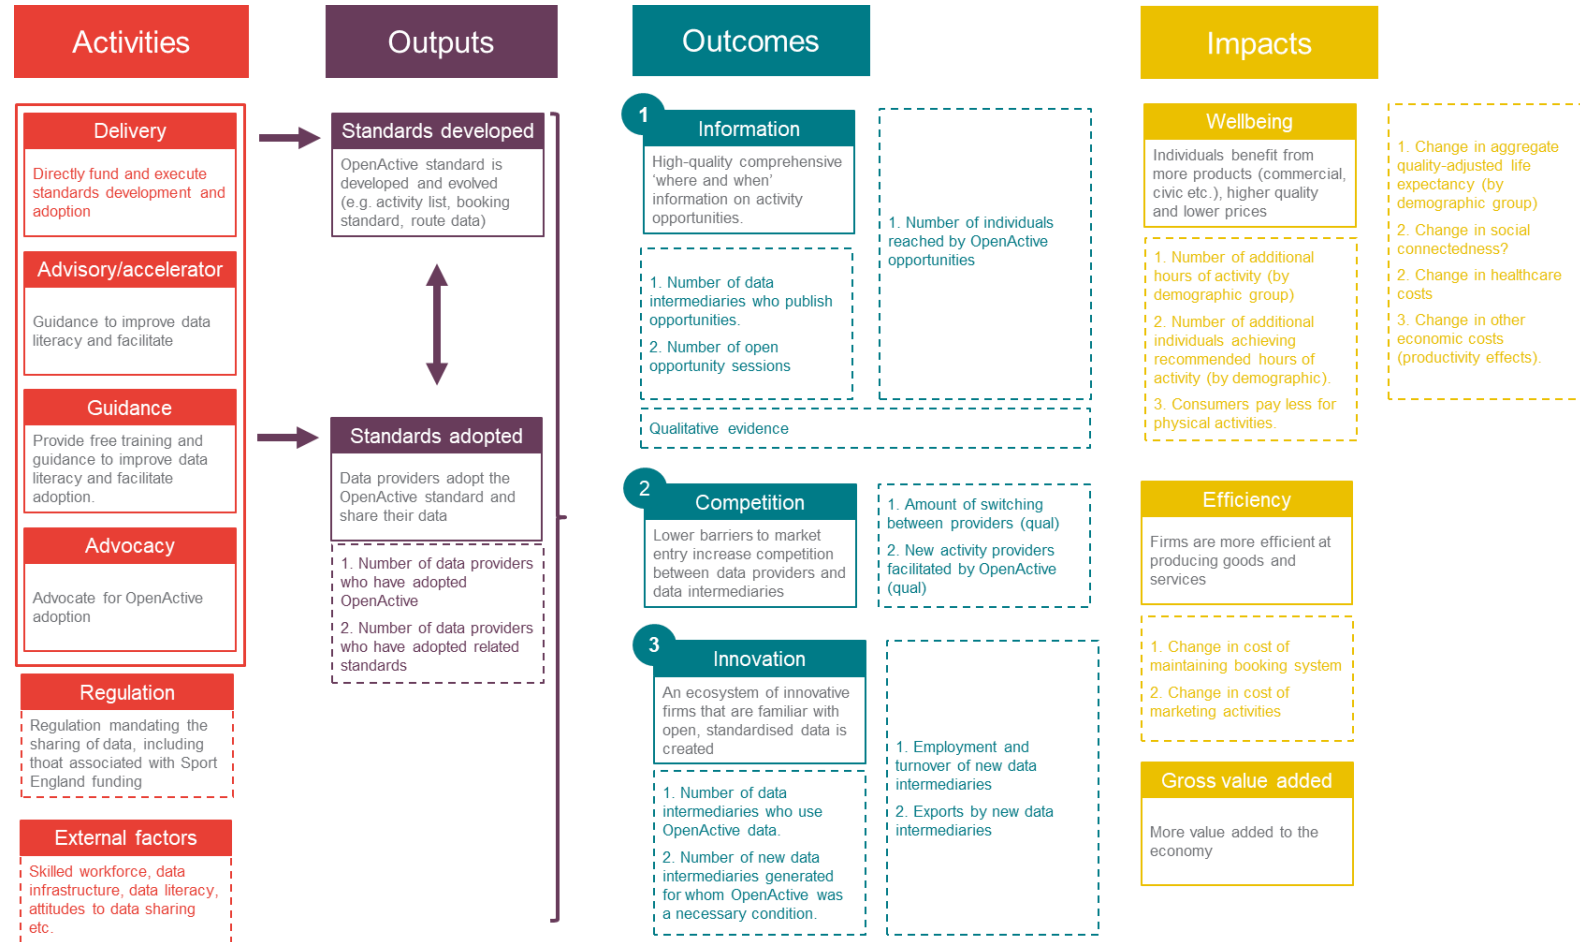 Activities
Outputs
Outcomes
Impacts
Delivery
Directly fund and execute
standards development and
adoption
Advisory/accelerator
Guidance to improve data
literacy and facilitate
Guidance
Provide free training and
guidance to improve data
literacy and facilitate
adoption.
Advocacy
Advocate for OpenActive
adoption
Regulation
Regulation mandating the
sharing of data, including
thoat associated with Sport
England funding
External factors
Skilled workforce, data
infrastructure, data literacy,
attitudes to data sharing
etc.
Standards developed
OpenActive standard is
developed and evolved
(e.g. activity list, booking
standard, route data)
Standards adopted
Data providers adopt the
OpenActive standard and
share their data
1. Number of data providers
who have adopted
OpenActive
2. Number of data providers
who have adopted related
standards
1
Information
High-quality comprehensive
‘where and when’
information on activity
opportunities.
1. Number of data
intermediaries who publish
opportunities.
2. Number of open
opportunity sessions
1. Number of individuals
reached by OpenActive
opportunities
Qualitative evidence
2
Competition
Lower barriers to market
entry increase competition
between data providers and
data intermediaries
1. Amount of switching
between providers (qual)
2. New activity providers
facilitated by OpenActive
(qual)
3
Innovation
An ecosystem of innovative
firms that are familiar with
open, standardised data is
created
1. Number of data
intermediaries who use
OpenActive data.
2. Number of new data
intermediaries generated
for whom OpenActive was
a necessary condition.
1. Employment and
turnover of new data
intermediaries
2. Exports by new data
intermediaries
Wellbeing
Individuals benefit from
more products (commercial,
civic etc.), higher quality
and lower prices
1. Number of additional
hours of activity (by
demographic group)
2. Number of additional
individuals achieving
recommended hours of
activity (by demographic).
3. Consumers pay less for
physical activities.
1. Change in aggregate
quality-adjusted life
expectancy (by
demographic group)
2. Change in social
connectedness?
2. Change in healthcare
costs
3. Change in other
economic costs
(productivity effects).
Efficiency
Firms are more efficient at
producing goods and
services
1. Change in cost of
maintaining booking system
2. Change in cost of
marketing activities
Gross value added
More value added to the
economy